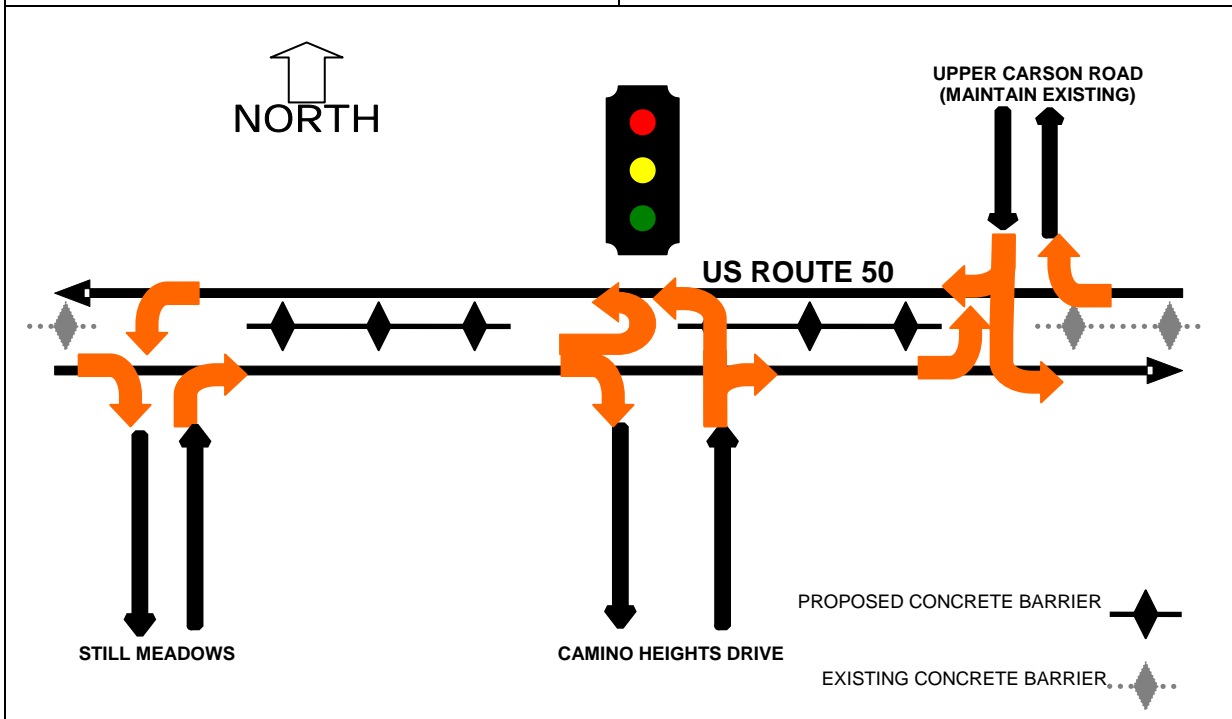 NORTH
UPPER CARSON ROAD
(MAINTAIN EXISTING)
US ROUTE 50
PROPOSED CONCRETE BARRIER
STILL MEADOWS
CAMINO HEIGHTS DRIVE
EXISTING CONCRETE BARRIER